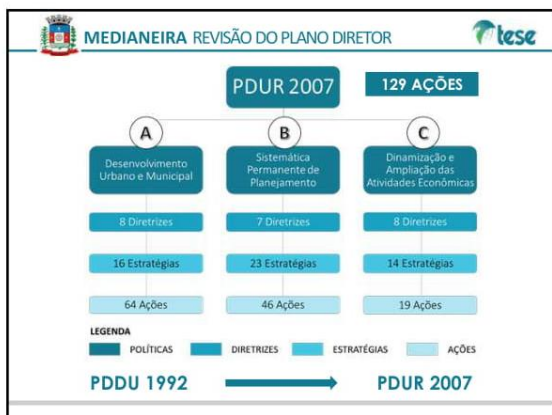 MEDIANEIRA REVISÃO DO PLANO DIRETOR
tese
PDUR 2007
129 AÇÕES
A
Desenvolvimento
Urbano e Municipal
8 Diretrizes
16 Estratégias
64 Ações
B
Sistemática
Permanente de
Planejamento
7 Diretrizes
23 Estratégias
46 Ações
C
Dinamização e
Ampliação das
Atividades Econômicas
8 Diretrizes
14 Estratégias
19 Ações
LEGENDA
POLÍTICAS
DIRETRIZES
ESTRATÉGIAS
AÇÕES
PDDU 1992
PDUR 2007